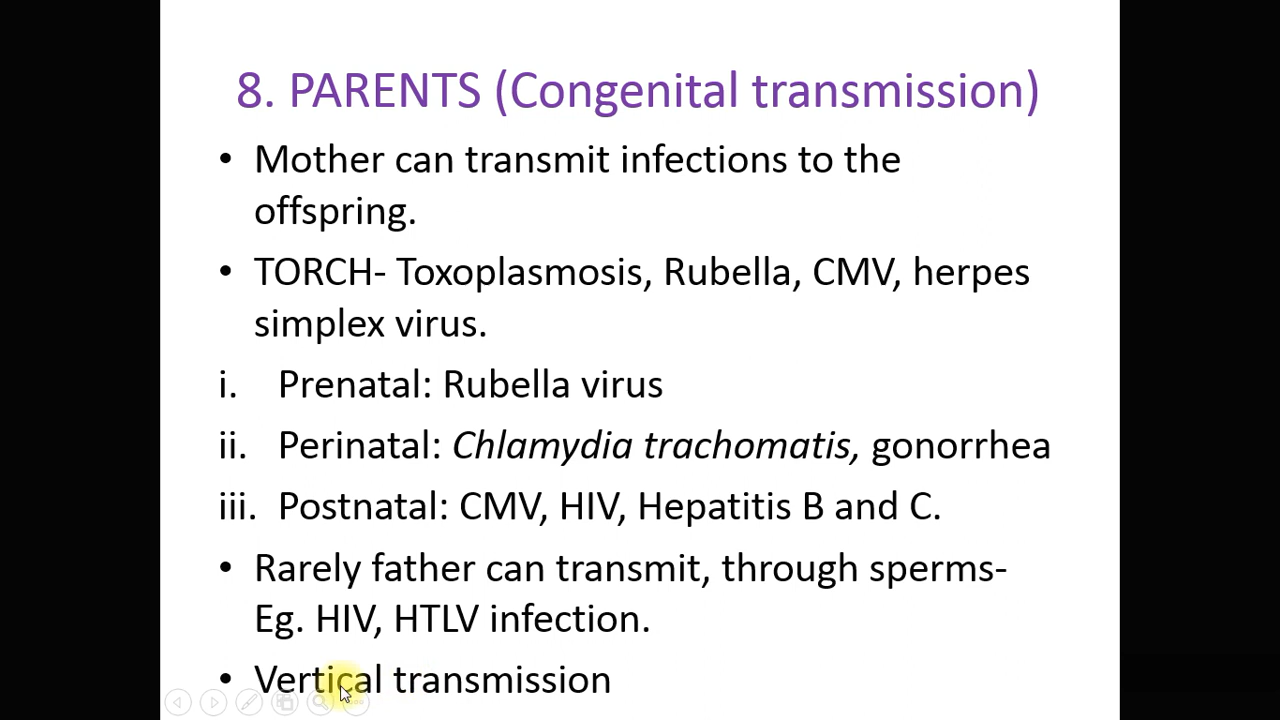 8. PARENTS (Congenital transmission)
• Mother can transmit infections to the
offspring.
• TORCH- Toxoplasmosis, Rubella, CMV, herpes
simplex virus.
i. Prenatal: Rubella virus
ii. Perinatal: Chlamydia trachomatis, gonorrhea
iii. Postnatal: CMV, HIV, Hepatitis B and C.
• Rarely father can transmit, through sperms-
Eg. HIV, HTLV infection.
• Vertical transmission